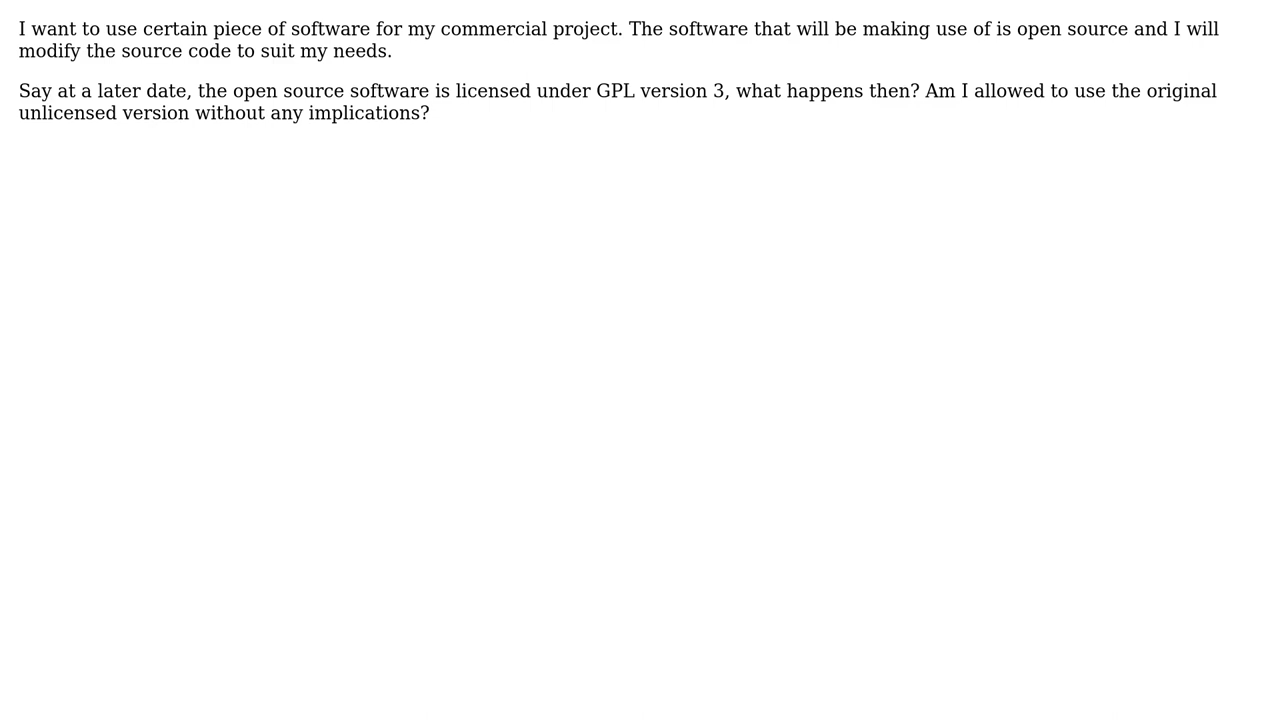 I want to use certain piece of software for my commercial project. The software that will be making use of is open source and I will
modify the source code to suit my needs.
Say at a later date, the open source software is licensed under GPL version 3, what happens then? Am I allowed to use the original
unlicensed version without any implications?